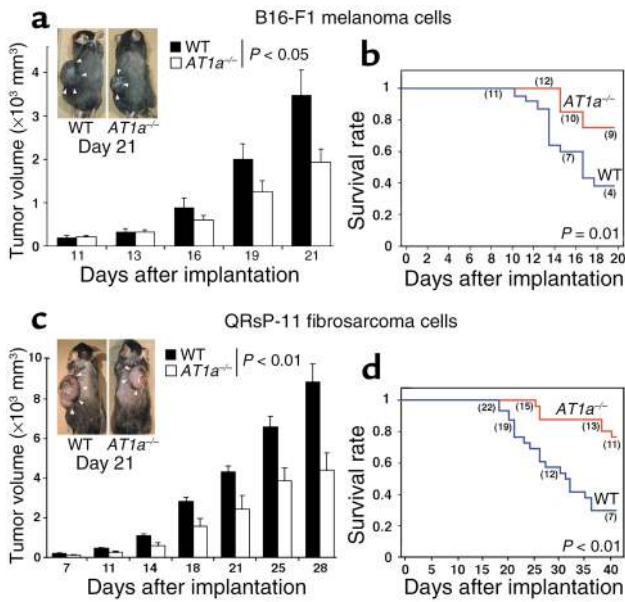 B16-F1 melanoma cells
a
WT
AT1a−/−
P < 0.05
Tumor volume (×10³ mm³)
4
2
0
WT AT1a−/−
Day 21
11 13 16 19 21
Days after implantation
b
Survival rate
1
0.8
0.6
0.4
0.2
0
(11)
(12)
AT1a−/−
(10)
(9)
(7)
WT
(4)
P = 0.01
0 2 4 6 8 10 12 14 16 18 20
Days after implantation
QRsP-11 fibrosarcoma cells
c
WT
AT1a−/−
P < 0.01
Tumor volume (×10³ mm³)
10
8
6
4
2
0
WT AT1a−/−
Day 21
7 11 14 18 21 25 28
Days after implantation
d
Survival rate
1
0.8
0.6
0.4
0.2
0
(22)
(15)
AT1a−/−
(19)
(13)
(11)
(12)
WT
(7)
P < 0.01
0 5 10 15 20 25 30 35 40
Days after implantation